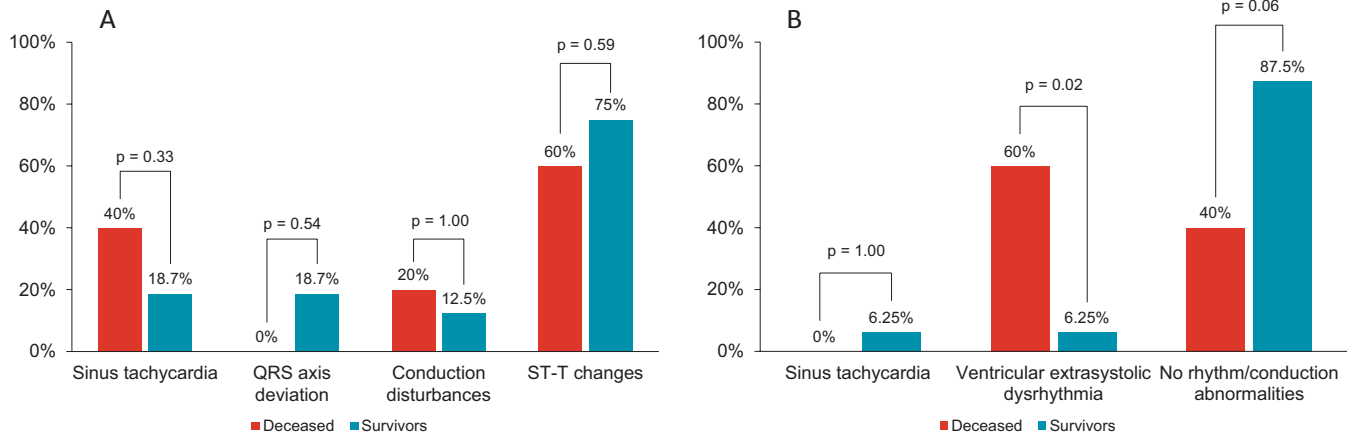 A
100%
80%
60%
40%
20%
0%
p = 0.33
40%
18.7%
p = 0.54
0%
18.7%
p = 1.00
20%
12.5%
p = 0.59
60%
75%
Sinus tachycardia
QRS axis
deviation
Conduction
disturbances
ST-T changes
Deceased
Survivors
B
100%
80%
60%
40%
20%
0%
p = 1.00
0%
6.25%
p = 0.02
60%
6.25%
p = 0.06
40%
87.5%
Sinus tachycardia
Ventricular extrasystolic
dysrhythmia
No rhythm/conduction
abnormalities
Deceased
Survivors